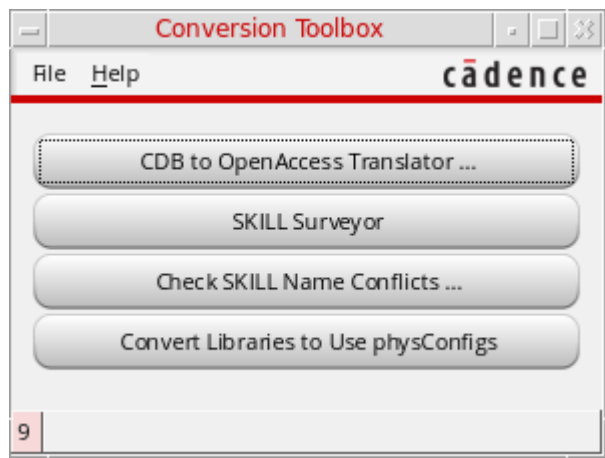 Conversion Toolbox
File Help cādence
CDB to OpenAccess Translator ...
SKILL Surveyor
Check SKILL Name Conflicts ...
Convert Libraries to Use physConfigs
9